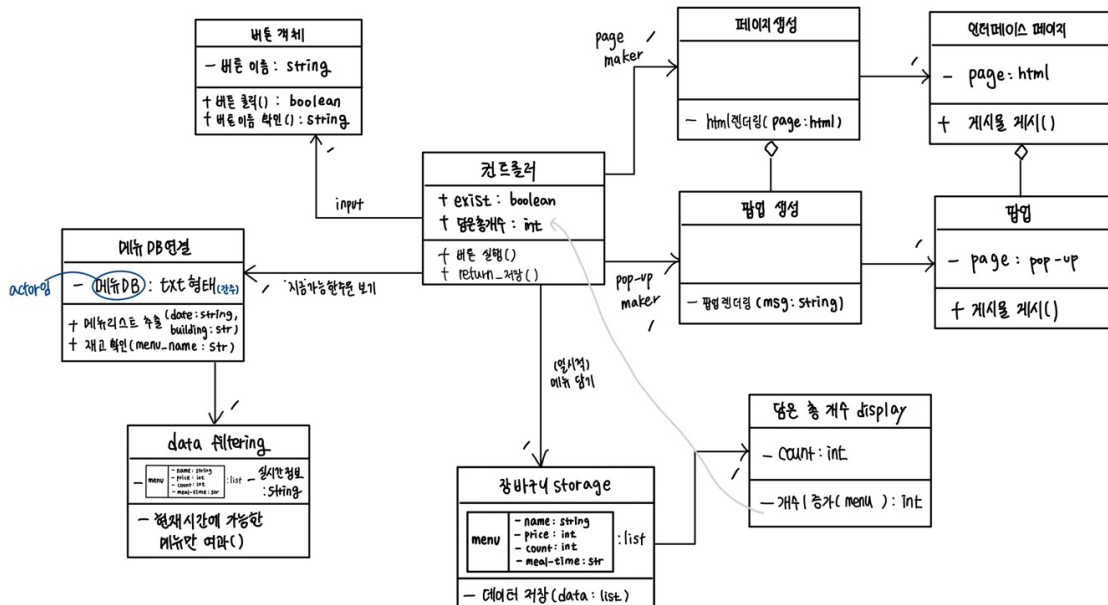 버튼 객체
- 버튼 이름: string
+ 버튼 클릭(): boolean
+ 버튼이름 확인(): string
page maker
페이지 생성
- html렌더링(page:html)
인터페이스 페이지
- page: html
+ 게시물 게시()
컨트롤러
+ exist: boolean
+ 담은총개수: int
+ 버튼 실행()
+ return_저장()
input
팝업 생성
- 팝업렌더링(msg:string)
팝업
- page: pop-up
+ 게시물 게시()
pop-up maker
메뉴 DB연결
actor임
- 메뉴DB: txt 형태(간주)
+ 메뉴리스트 추출(date:string, building:str)
+ 재고 확인(menu_name:str)
지금가능한주문 보기
(일시적)
메뉴 담기
data filtering
- menu
- name: string
- price: int
- count: int
- meal-time: str
:list
- 실시간정보
:string
- 현재시간에 가능한
메뉴만 여과()
장바구니 storage
menu
- name: string
- price: int
- count: int
- meal-time: str
:list
- 데이터 저장(data:list)
담은 총 개수 display
- count: int
- 개수 1 증가(menu): int